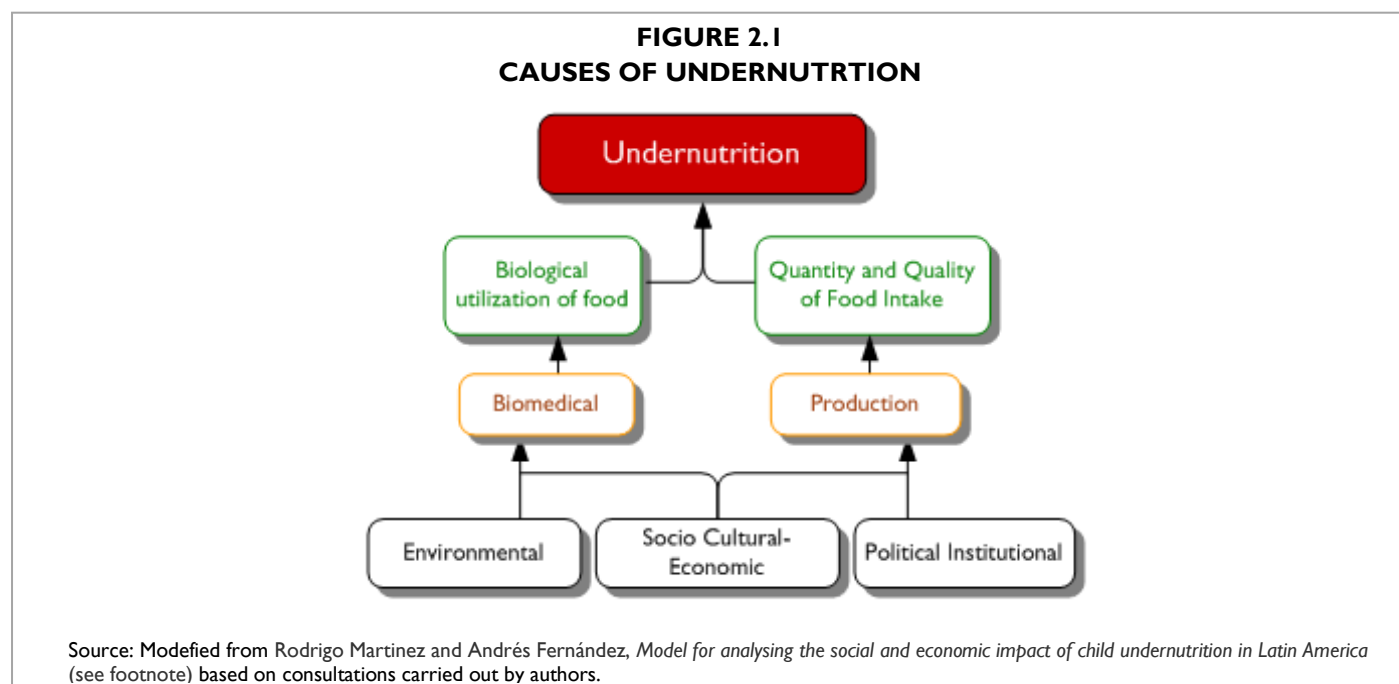 FIGURE 2.1
CAUSES OF UNDERNUTRTION
Undernutrition
Biological
utilization of food
Quantity and Quality
of Food Intake
Biomedical
Production
Environmental
Socio Cultural-
Economic
Political Institutional
Source: Modefied from Rodrigo Martinez and Andrés Fernández, Model for analysing the social and economic impact of child undernutrition in Latin America
(see footnote) based on consultations carried out by authors.